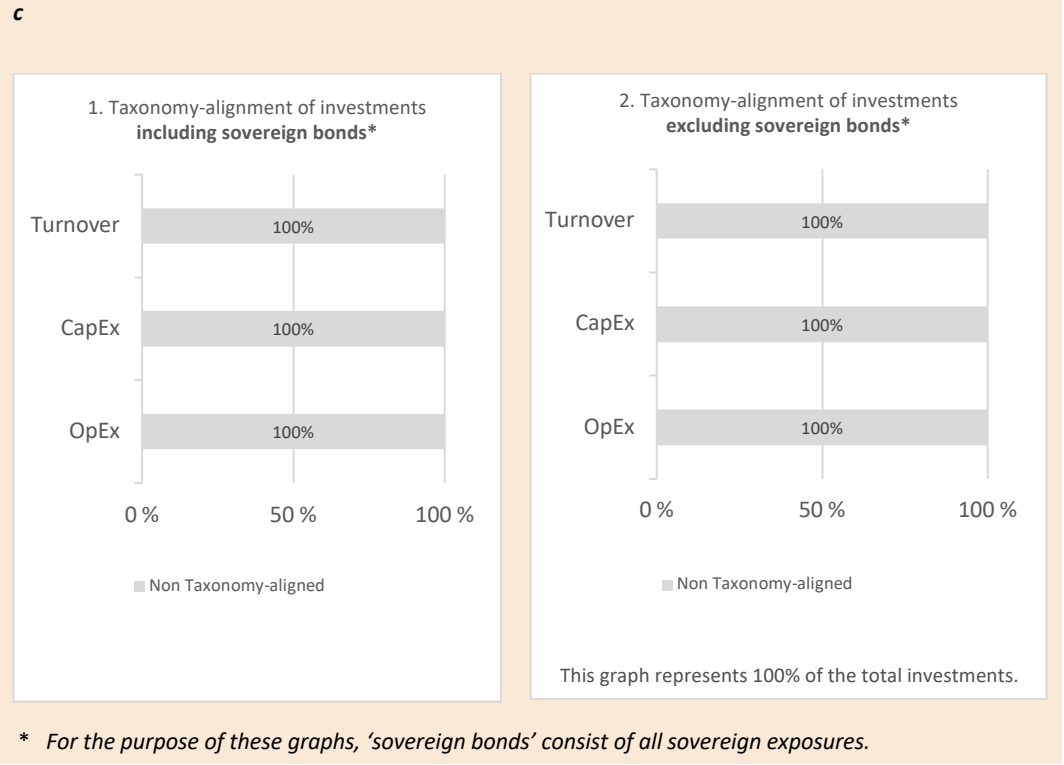 c
1. Taxonomy-alignment of investments
including sovereign bonds*
Turnover
100%
CapEx
100%
OpEx
100%
0 %
50 %
100 %
Non Taxonomy-aligned
2. Taxonomy-alignment of investments
excluding sovereign bonds*
Turnover
100%
CapEx
100%
OpEx
100%
0 %
50 %
100 %
Non Taxonomy-aligned
This graph represents 100% of the total investments.
* For the purpose of these graphs, ‘sovereign bonds’ consist of all sovereign exposures.